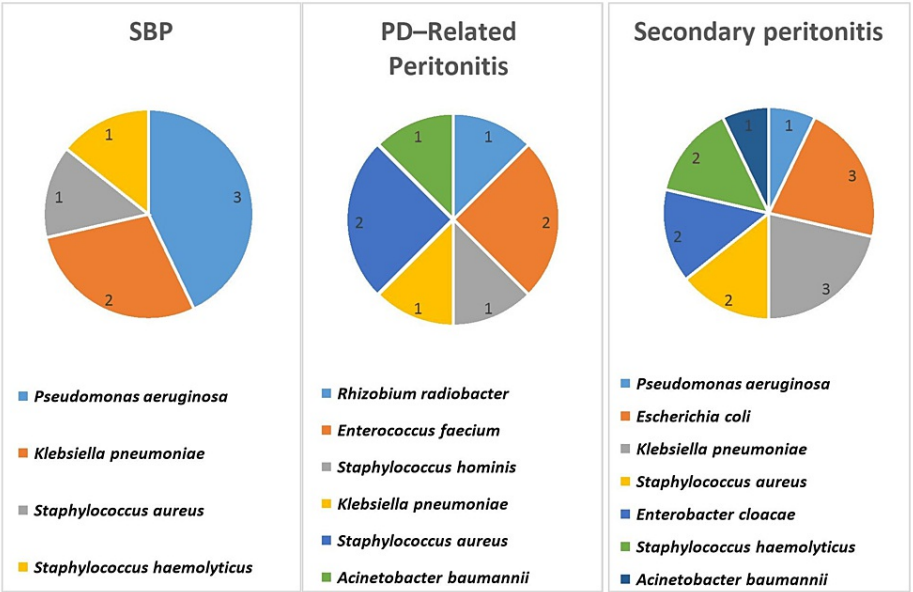 SBP
3
2
1
1
Pseudomonas aeruginosa
Klebsiella pneumoniae
Staphylococcus aureus
Staphylococcus haemolyticus
PD–Related
Peritonitis
1
2
1
1
2
1
Rhizobium radiobacter
Enterococcus faecium
Staphylococcus hominis
Klebsiella pneumoniae
Staphylococcus aureus
Acinetobacter baumannii
Secondary peritonitis
1
3
3
2
2
2
1
Pseudomonas aeruginosa
Escherichia coli
Klebsiella pneumoniae
Staphylococcus aureus
Enterobacter cloacae
Staphylococcus haemolyticus
Acinetobacter baumannii